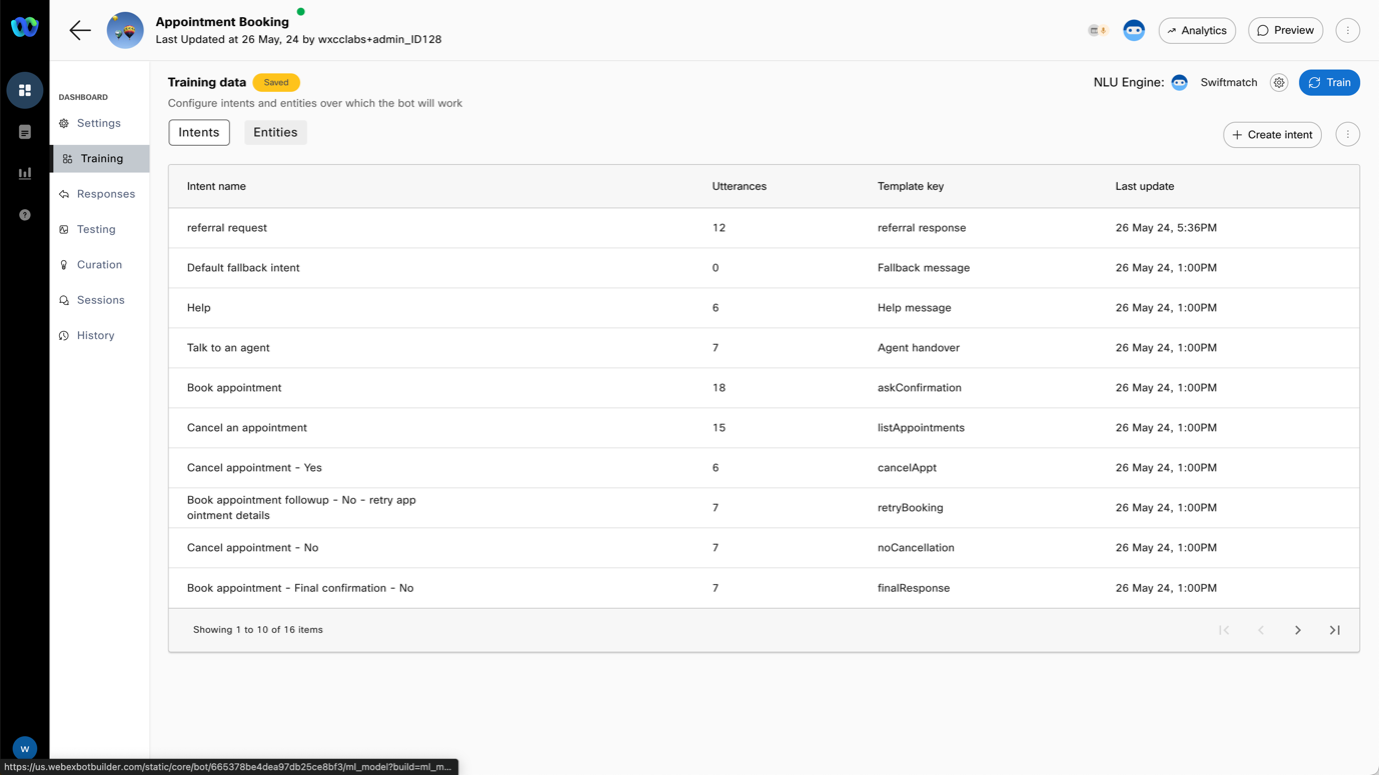 Appointment Booking
Last Updated at 26 May, 24 by wxcclabs+admin_ID128
Analytics
Preview
DASHBOARD
Settings
Training
Responses
Testing
Curation
Sessions
History
Training data Saved
Configure intents and entities over which the bot will work
NLU Engine: Swiftmatch Train
Intents Entities
Create intent
Intent name Utterances Template key Last update
referral request 12 referral response 26 May 24, 5:36PM
Default fallback intent 0 Fallback message 26 May 24, 1:00PM
Help 6 Help message 26 May 24, 1:00PM
Talk to an agent 7 Agent handover 26 May 24, 1:00PM
Book appointment 18 askConfirmation 26 May 24, 1:00PM
Cancel an appointment 15 listAppointments 26 May 24, 1:00PM
Cancel appointment - Yes 6 cancelAppt 26 May 24, 1:00PM
Book appointment followup - No - retry app
ointment details 7 retryBooking 26 May 24, 1:00PM
Cancel appointment - No 7 noCancellation 26 May 24, 1:00PM
Book appointment - Final confirmation - No 7 finalResponse 26 May 24, 1:00PM
Showing 1 to 10 of 16 items
W
https://us.webexbotbuilder.com/static/core/bot/665378be4dea97db25ce8bf3/ml_model?build=ml_m...